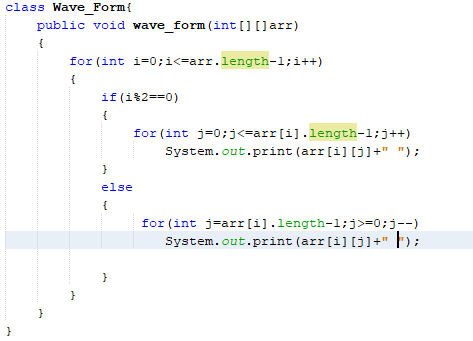 class Wave_Form{
    public void wave_form(int[][]arr)
    {
        for(int i=0;i<=arr.length-1;i++)
        {
            if(i%2==0)
            {
                for(int j=0;j<=arr[i].length-1;j++)
                    System.out.print(arr[i][j]+" ");
            }
            else
            {
                 for(int j=arr[i].length-1;j>=0;j--)
                    System.out.print(arr[i][j]+" ");
            }
        }
    }
}